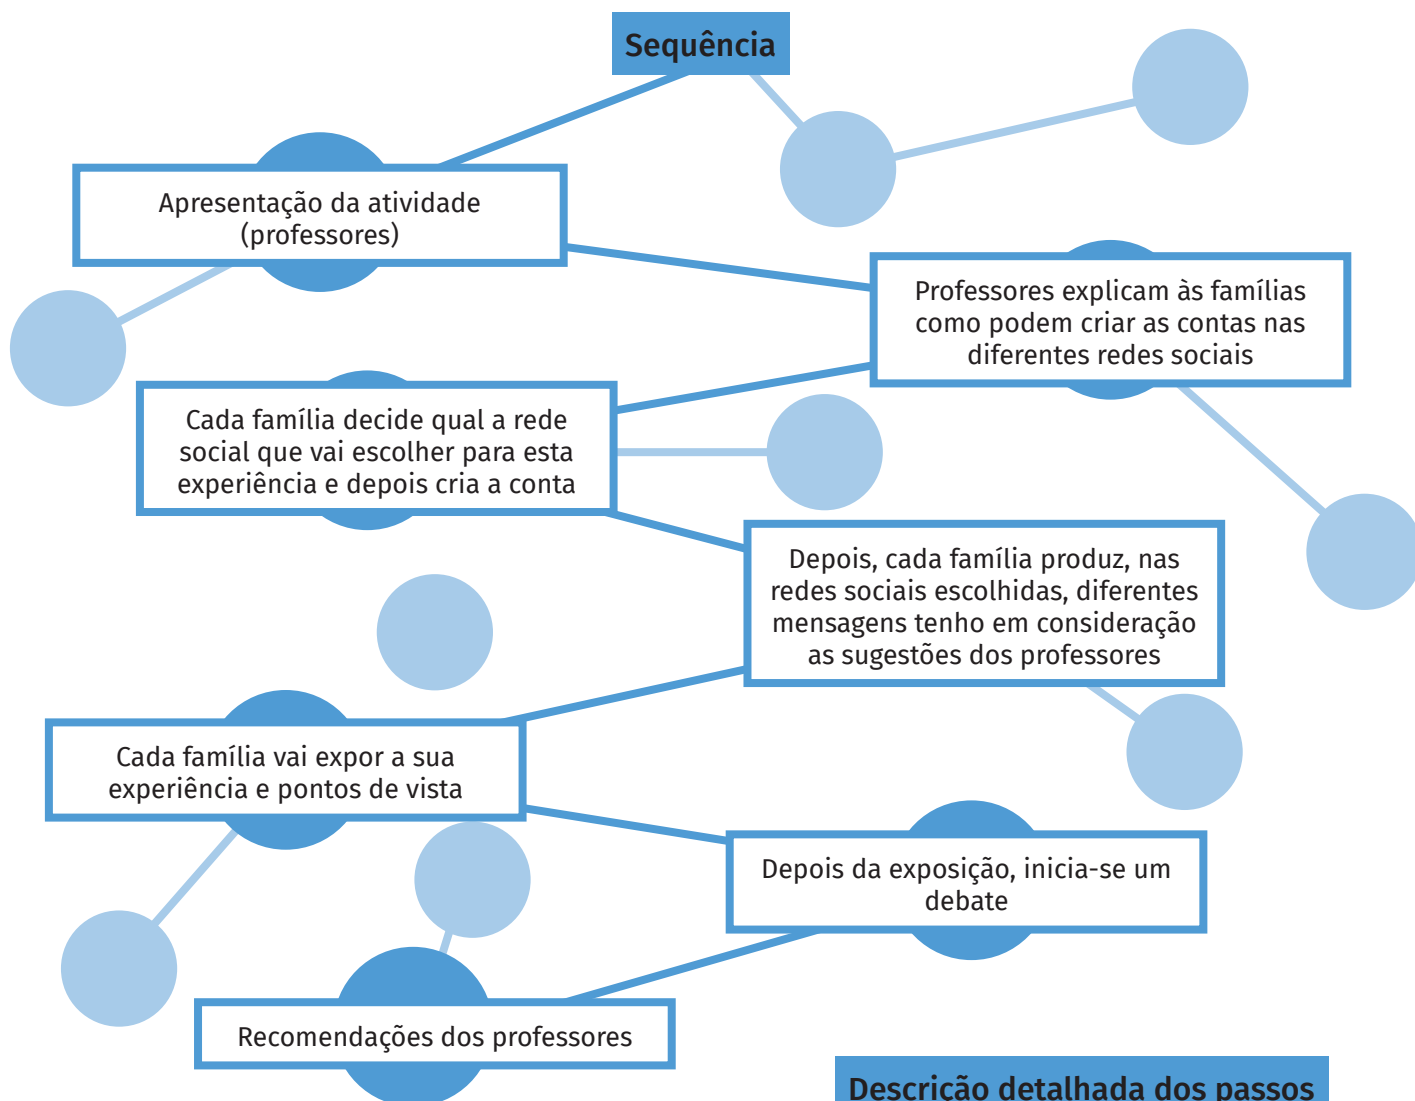 Sequência
Apresentação da atividade
(professores)
Professores explicam às famílias
como podem criar as contas nas
diferentes redes sociais
Cada família decide qual a rede
social que vai escolher para esta
experiência e depois cria a conta
Depois, cada família produz, nas
redes sociais escolhidas, diferentes
mensagens tenho em consideração
as sugestões dos professores
Cada família vai expor a sua
experiência e pontos de vista
Depois da exposição, inicia-se um
debate
Recomendações dos professores
Descrição detalhada dos passos